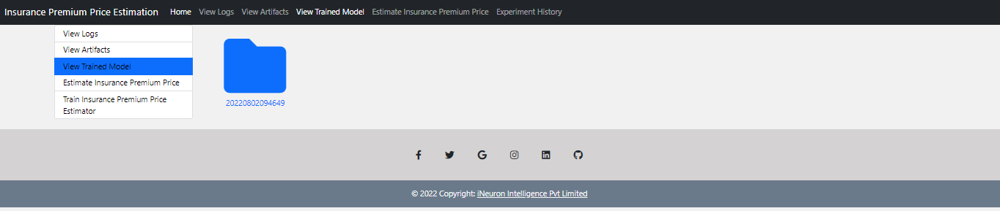 Insurance Premium Price Estimation Home View Logs View Artifacts View Trained Model Estimate Insurance Premium Price Experiment History
View Logs
View Artifacts
View Trained Model
Estimate Insurance Premium Price
Train Insurance Premium Price
Estimator
20220802094649
© 2022 Copyright: iNeuron Intelligence Pvt Limited